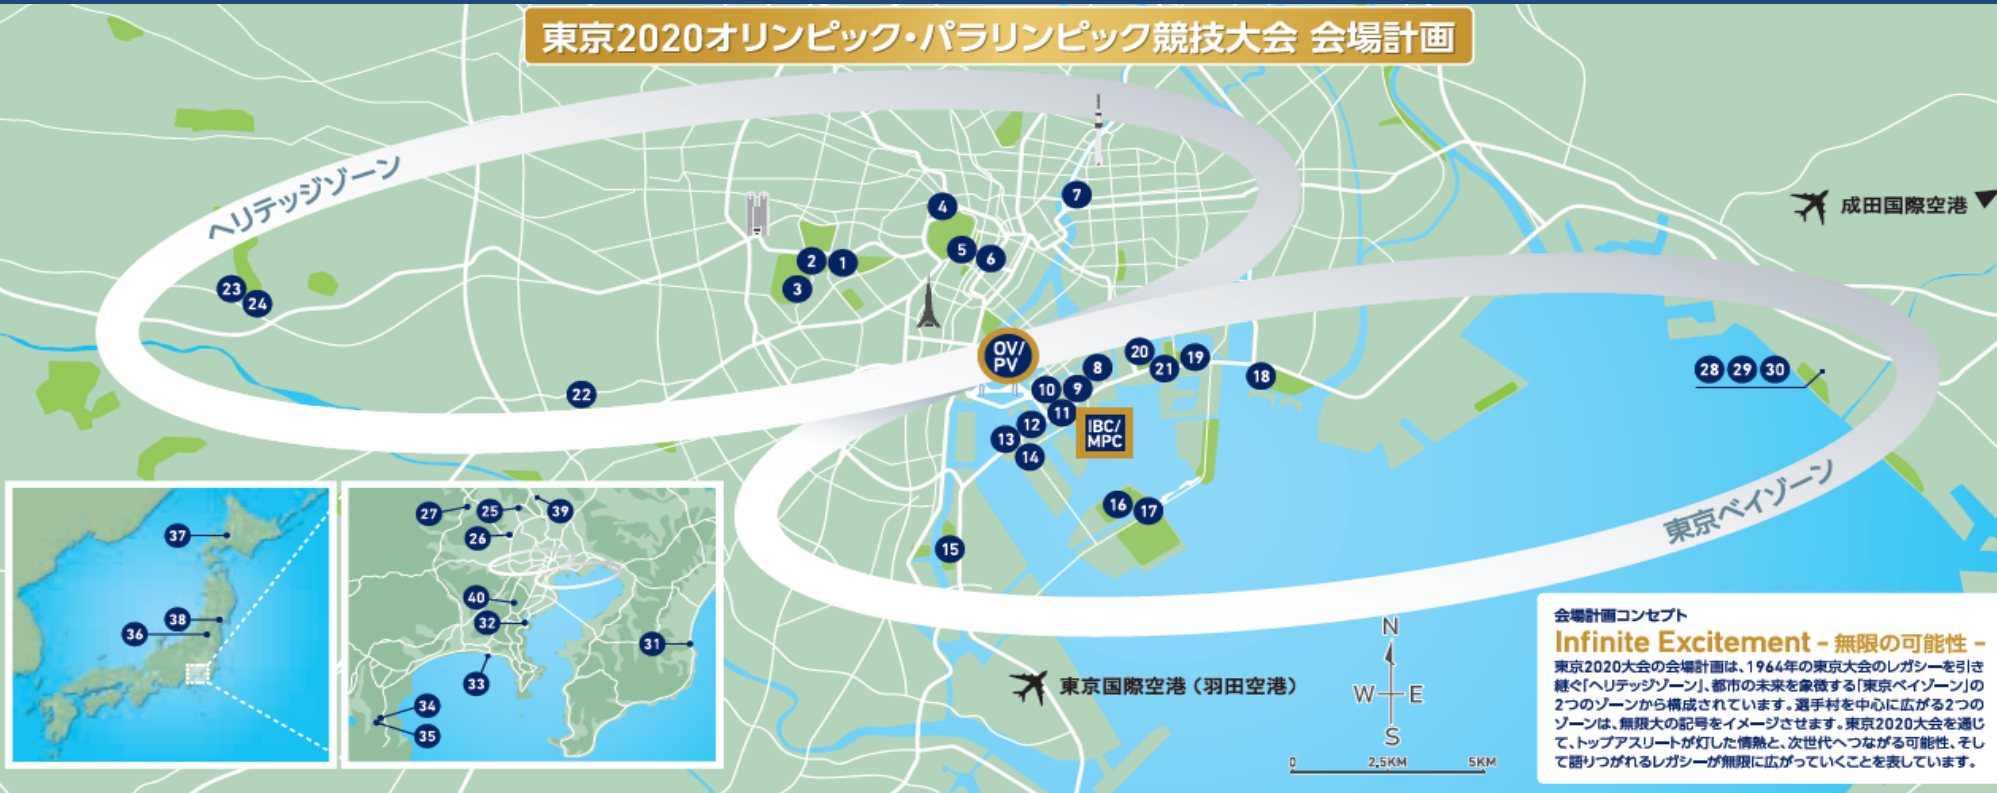 東京2020オリンピック・パラリンピック競技大会 会場計画
ヘリテッジゾーン
7
4
成田国際空港
5
6
2
1
3
23
24
OV/
PV
20
19
21
8
18
28 29 30
22
10
9
11
12
13
14
IBC/
MPC
16
17
15
東京ベイゾーン
37
38
36
27
25
39
26
40
32
31
33
34
35
東京国際空港(羽田空港)
N
W
E
S
0
2.5KM
5KM
会場計画コンセプト
Infinite Excitement – 無限の可能性 –
東京2020大会の会場計画は、1964年の東京大会のレガシーを引き
継ぐ「ヘリテッジゾーン」、都市の未来を象徴する「東京ベイゾーン」の
2つのゾーンから構成されています。選手村を中心に広がる2つの
ゾーンは、無限大の記号をイメージさせます。東京2020大会を通じ
て、トップアスリートが灯した情熱と、次世代へつながる可能性、そし
て語りつがれるレガシーが無限に広がっていくことを表しています。